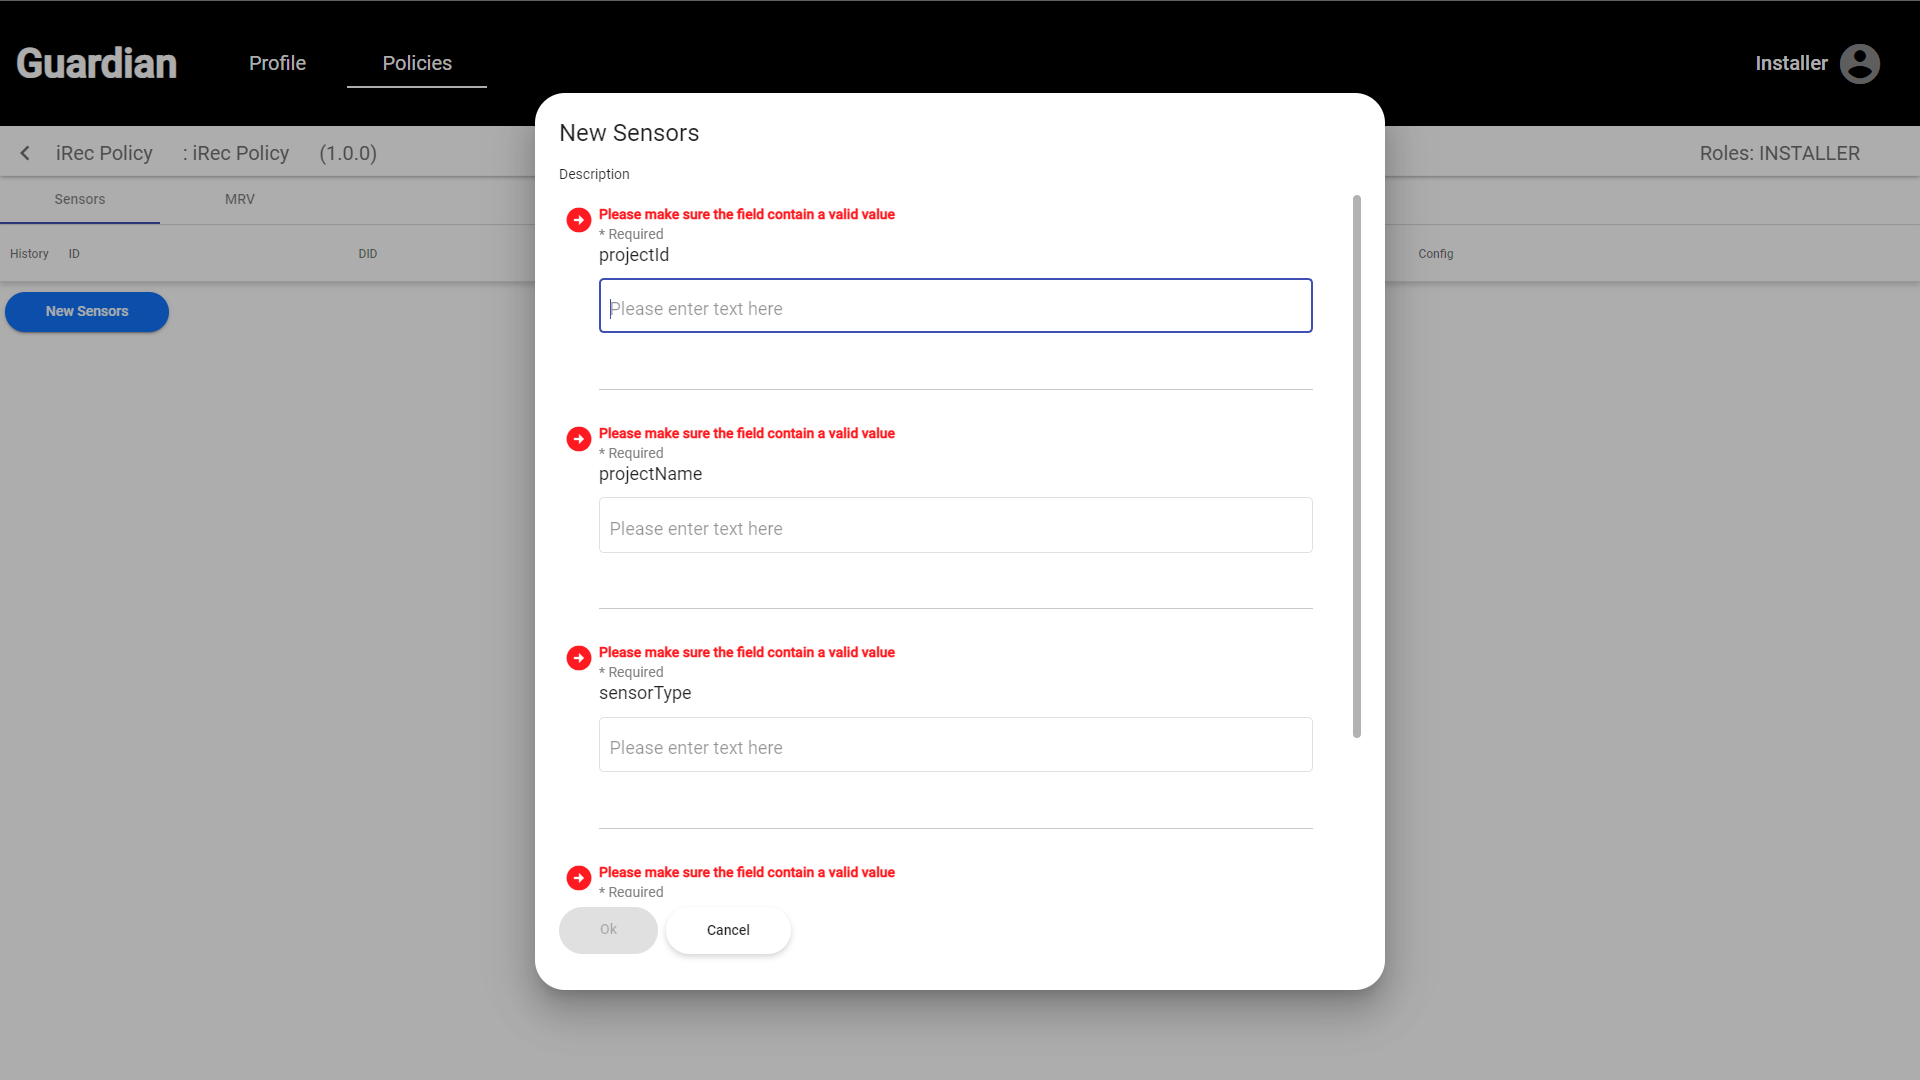 Guardian
Profile
Policies
Installer
iRec Policy : iRec Policy (1.0.0)
Roles: INSTALLER
Sensors
MRV
History ID DID Config
New Sensors
New Sensors
Description
Please make sure the field contain a valid value
* Required
projectId
Please enter text here
Please make sure the field contain a valid value
* Required
projectName
Please enter text here
Please make sure the field contain a valid value
* Required
sensorType
Please enter text here
Please make sure the field contain a valid value
* Required
Ok
Cancel